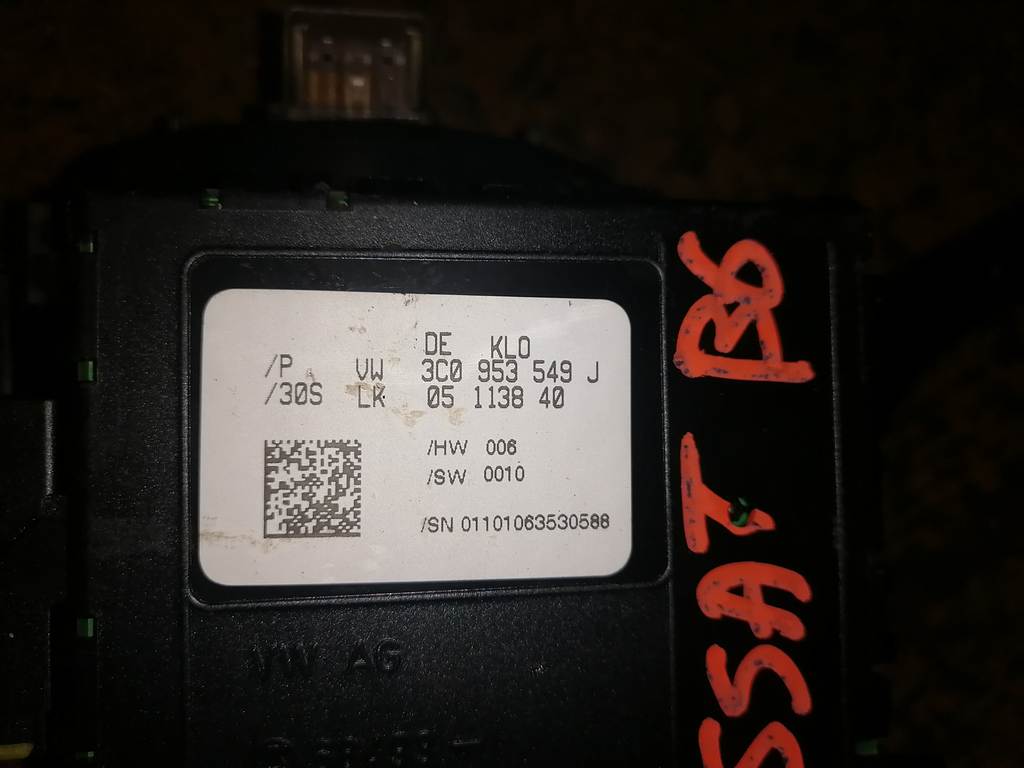 DE KLO
/P VW 3C0 953 549 J
/30S LK 05 1138 40
/HW 006
/SW 0010
/SN 01101063530588
VW AG
SSAT B6